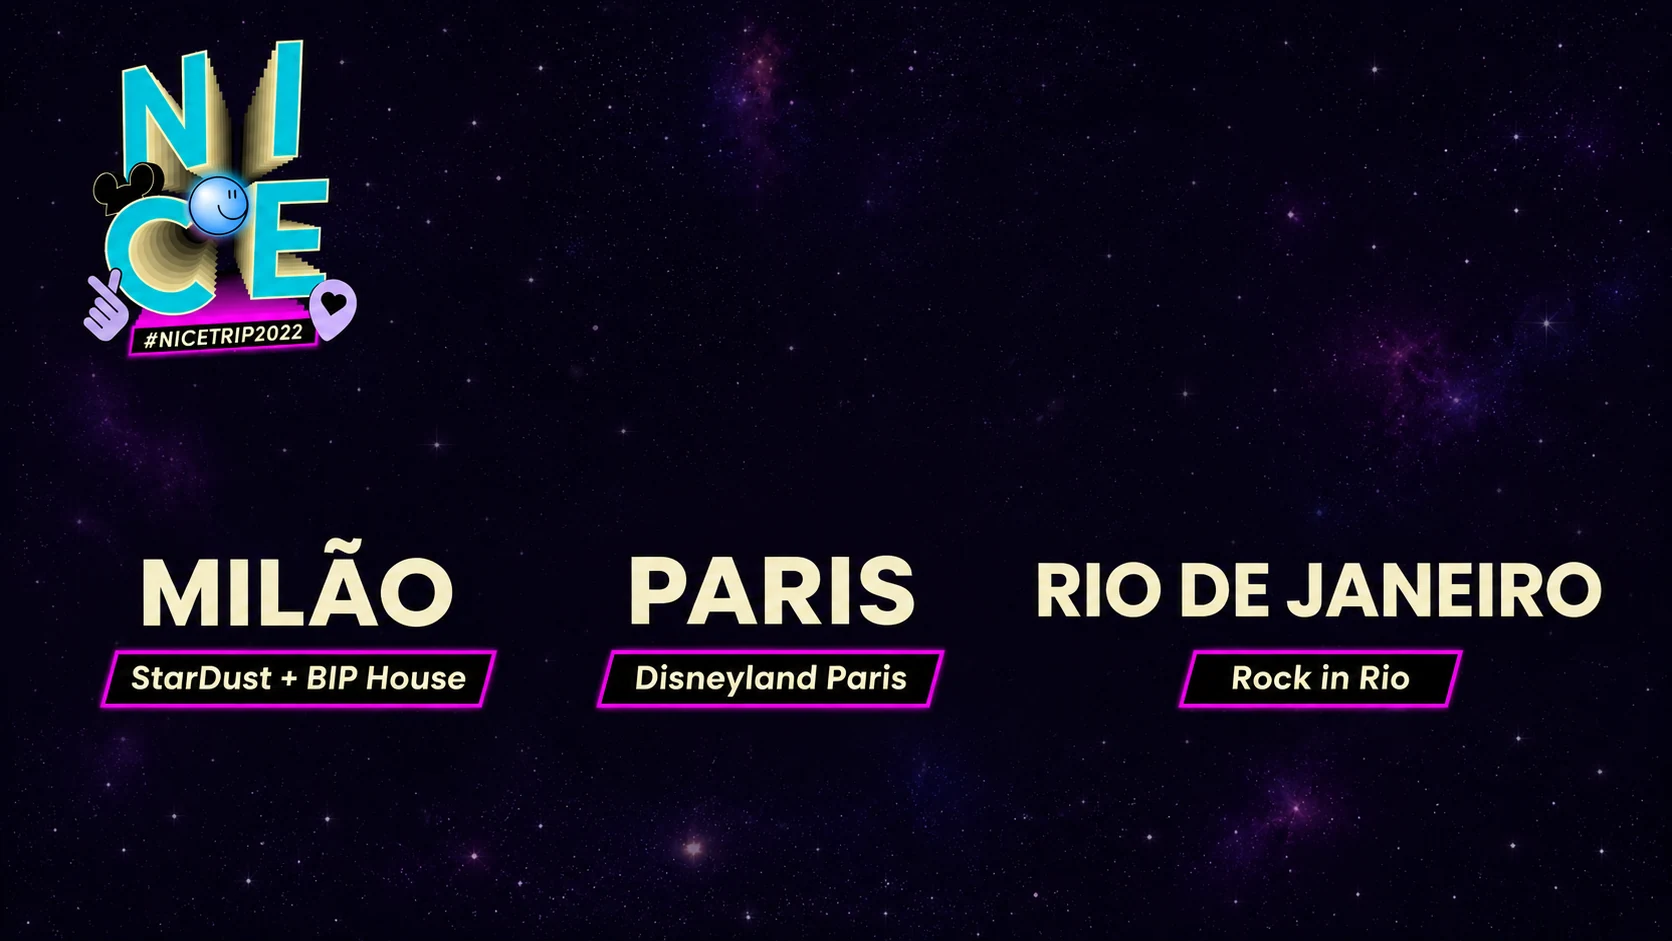 NI
CE
#NICETRIP2022
MILÃO
StarDust + BIP House
PARIS
Disneyland Paris
RIO DE JANEIRO
Rock in Rio